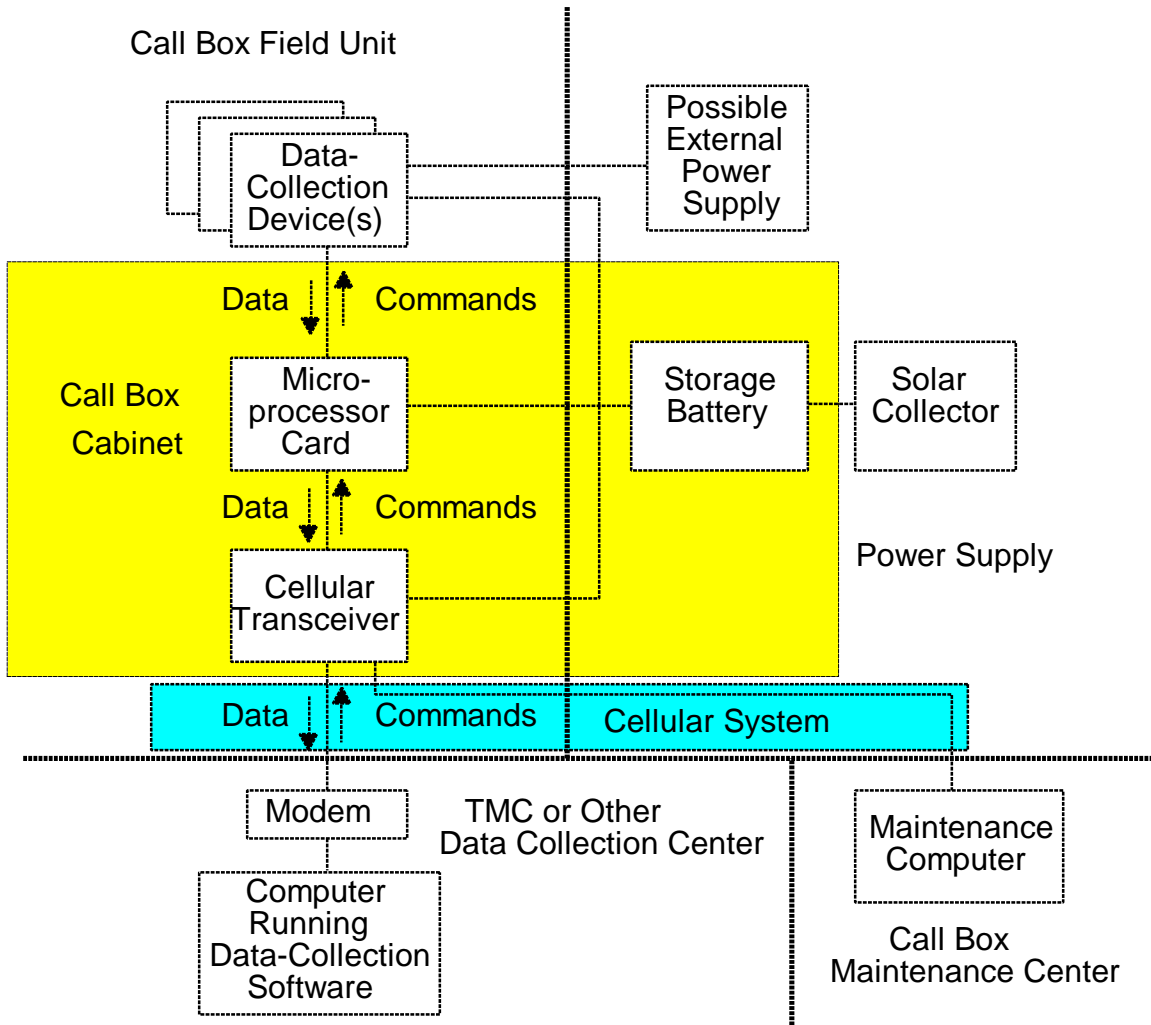 Call Box Field Unit
Possible
External
Power
Supply
Data-
Collection
Device(s)
Data
Commands
Call Box
Cabinet
Micro-
processor
Card
Storage
Battery
Solar
Collector
Data
Commands
Power Supply
Cellular
Transceiver
Data
Commands
Cellular System
Modem
TMC or Other
Data Collection Center
Maintenance
Computer
Computer
Running
Data-Collection
Software
Call Box
Maintenance Center